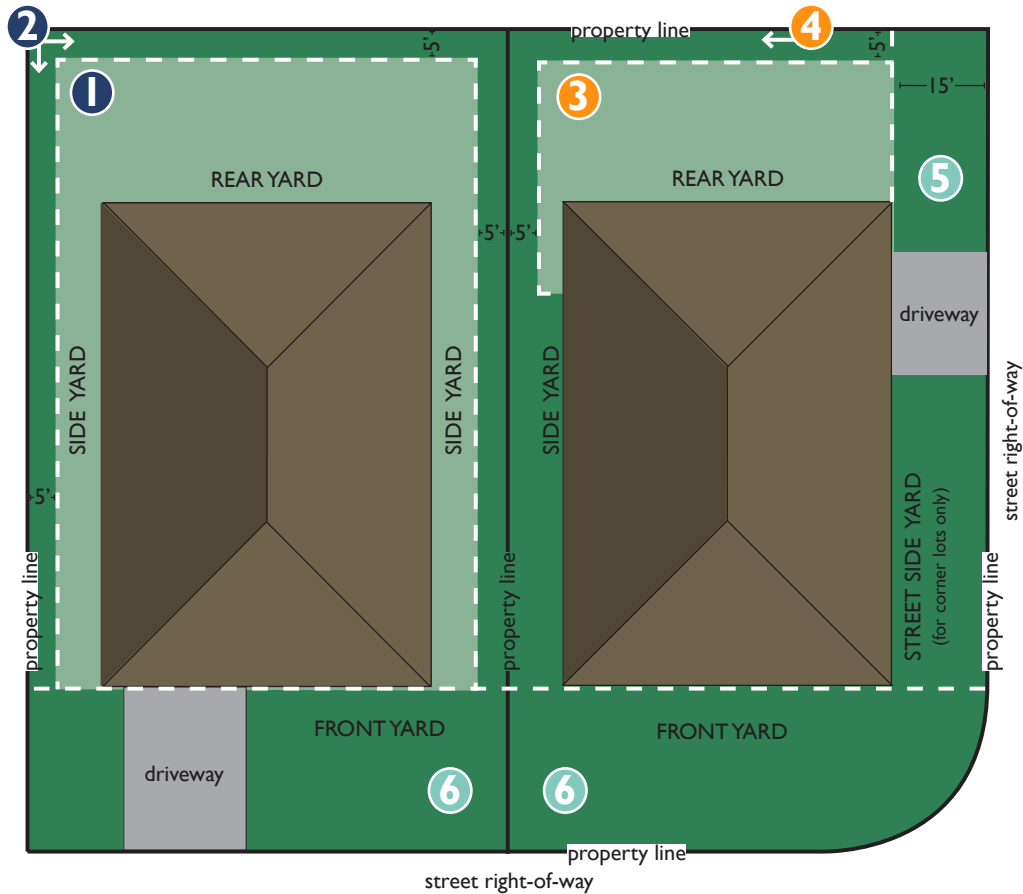 2
property line
4
5'
5'
1
3
15'
REAR YARD
REAR YARD
5
5'
5'
driveway
SIDE YARD
SIDE YARD
SIDE YARD
street right-of-way
5'
STREET SIDE YARD
(for corner lots only)
property line
property line
property line
FRONT YARD
FRONT YARD
driveway
6
6
property line
street right-of-way